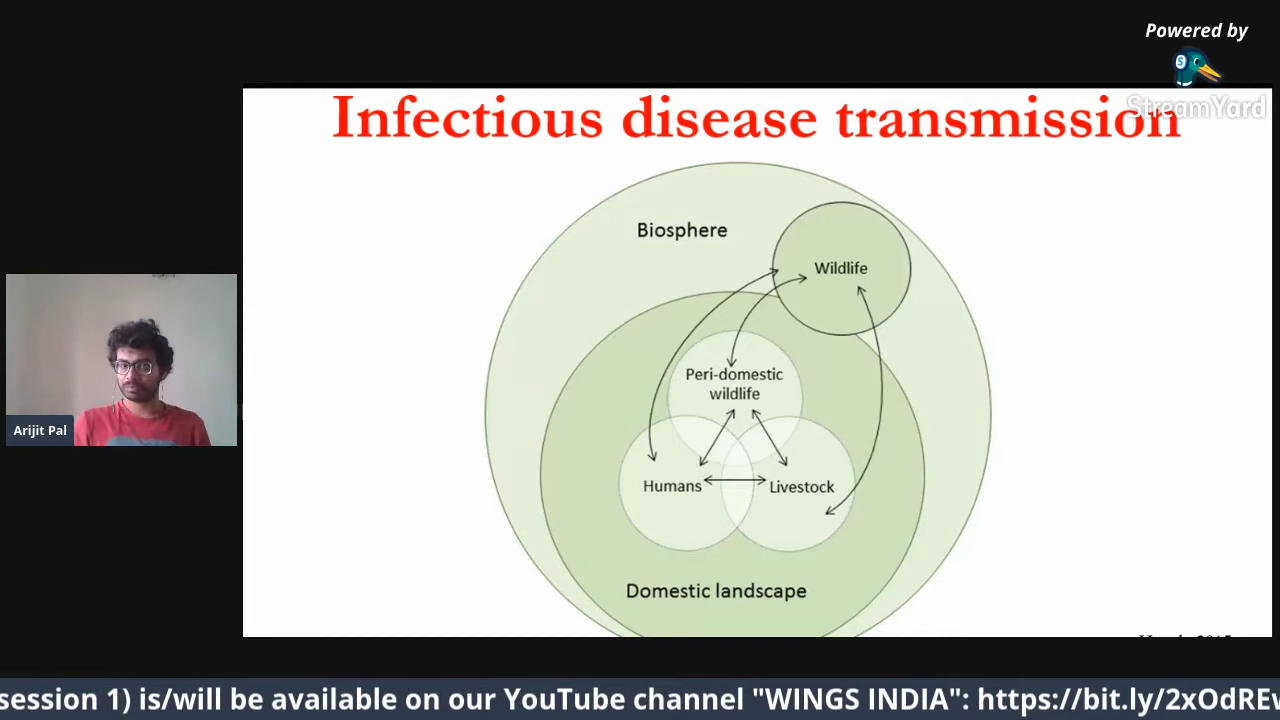 Powered by
StreamYard
Infectious disease transmission
Biosphere
Wildlife
Peri-domestic
wildlife
Humans
Livestock
Domestic landscape
Arijit Pal
session 1) is/will be available on our YouTube channel "WINGS INDIA": https://bit.ly/2xOdREv